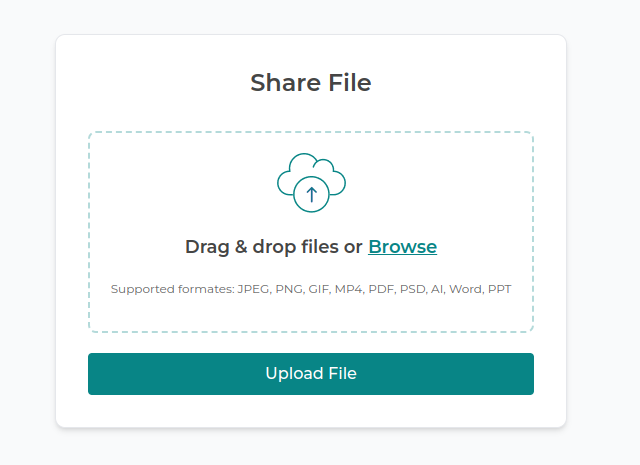 Share File
Drag & drop files or Browse
Supported formates: JPEG, PNG, GIF, MP4, PDF, PSD, AI, Word, PPT
Upload File